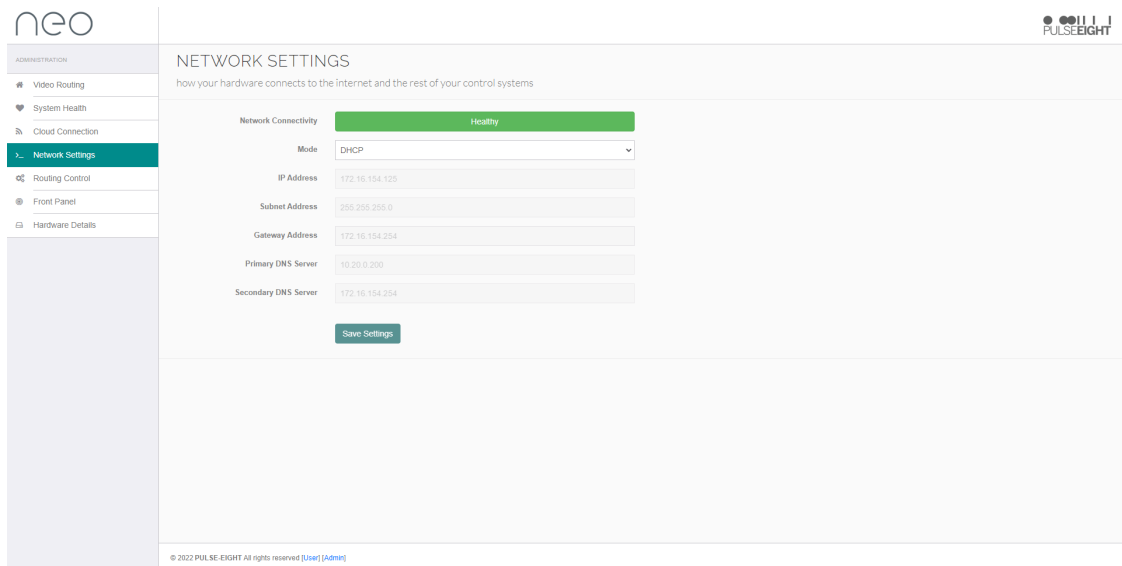 neo
PULSEEIGHT
ADMINISTRATION
Video Routing
System Health
Cloud Connection
Network Settings
Routing Control
Front Panel
Hardware Details
NETWORK SETTINGS
how your hardware connects to the internet and the rest of your control systems
Network Connectivity Healthy
Mode DHCP
IP Address 172.16.154.125
Subnet Address 255.255.255.0
Gateway Address 172.16.154.254
Primary DNS Server 10.20.0.200
Secondary DNS Server 172.16.154.254
Save Settings
© 2022 PULSE-EIGHT All rights reserved [User] [Admin]